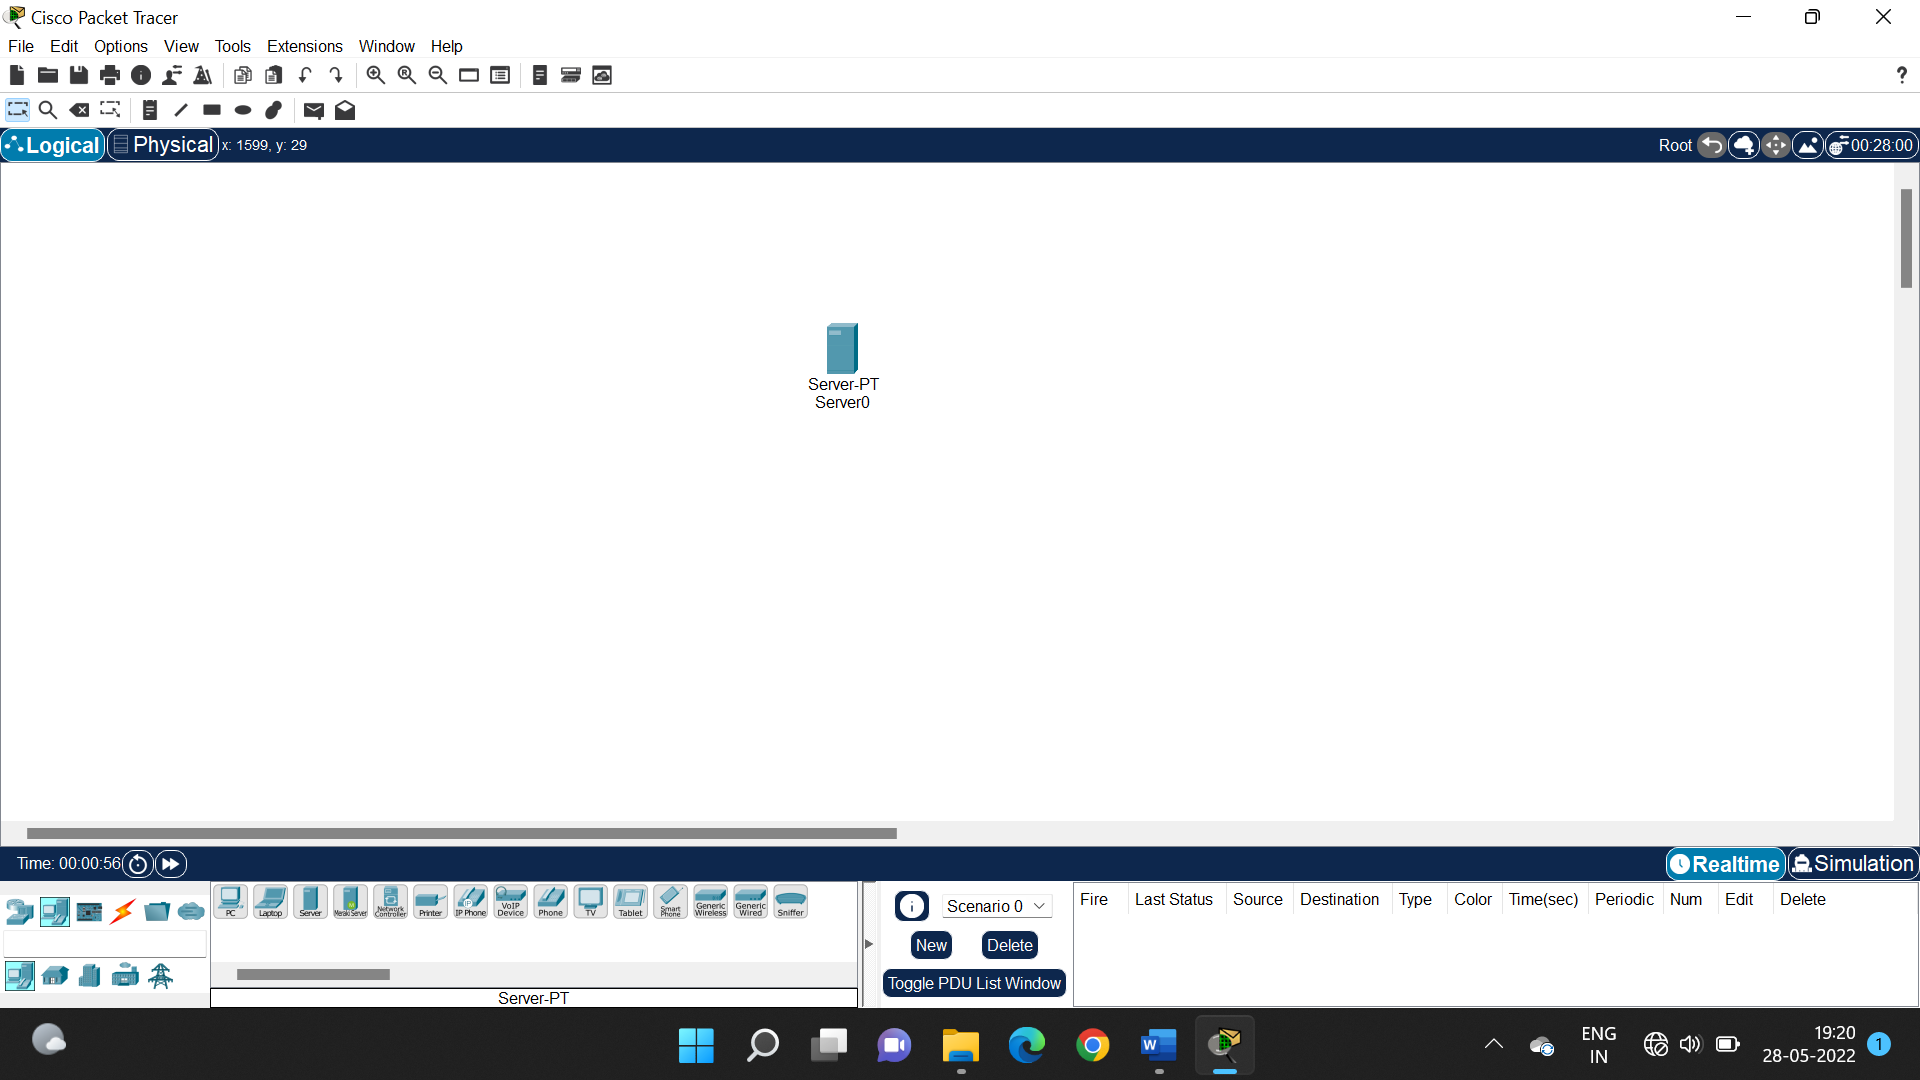 Cisco Packet Tracer
File Edit Options View Tools Extensions Window Help
?
Logical Physical x: 1599, y: 29 Root 00:28:00
Server-PT
Server0
Time: 00:00:56 Realtime Simulation
PC Laptop Server Meraki Server Network Controller Printer IP Phone VoIP Device Phone TV Tablet Smart Phone Generic Wireless Generic Wired Sniffer
Server-PT
i Scenario 0
New Delete
Toggle PDU List Window
Fire Last Status Source Destination Type Color Time(sec) Periodic Num Edit Delete
W
ENG
IN
19:20
28-05-2022
1